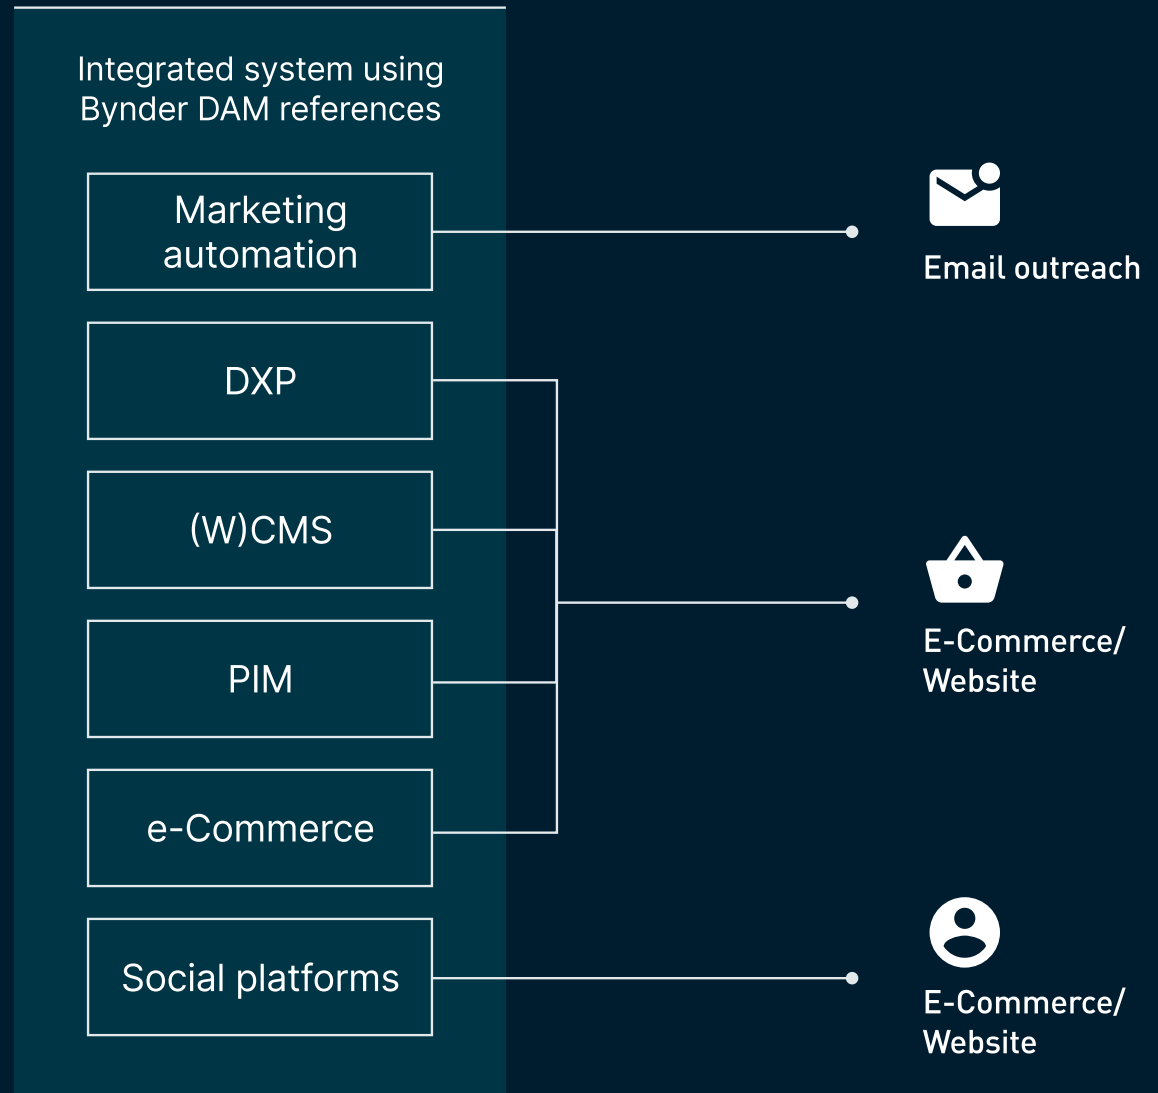 Integrated system using
Bynder DAM references
Marketing
automation
Email outreach
DXP
(W)CMS
PIM
E-Commerce/
Website
e-Commerce
Social platforms
E-Commerce/
Website